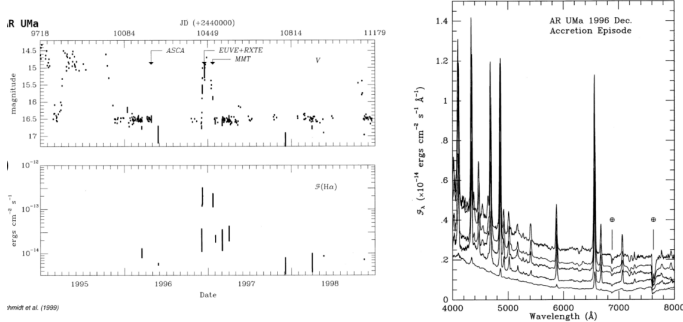 AR UMa
JD (+2440000)
9718 10084 10449 10814 11179
ASCA
EUVE+RXTE
MMT
V
14.5
15
15.5
16
16.5
17
magnitude
10⁻¹²
10⁻¹³
10⁻¹⁴
ergs cm⁻² s⁻¹
ℱ(Hα)
1995 1996 1997 1998
Date
hmidt et al. (1999)
AR UMa 1996 Dec.
Accretion Episode
1.4
1.2
1
.8
.6
.4
.2
0
ℱλ (×10⁻¹⁴ ergs cm⁻² s⁻¹ Å⁻¹)
⊕ ⊕
4000 5000 6000 7000 8000
Wavelength (Å)